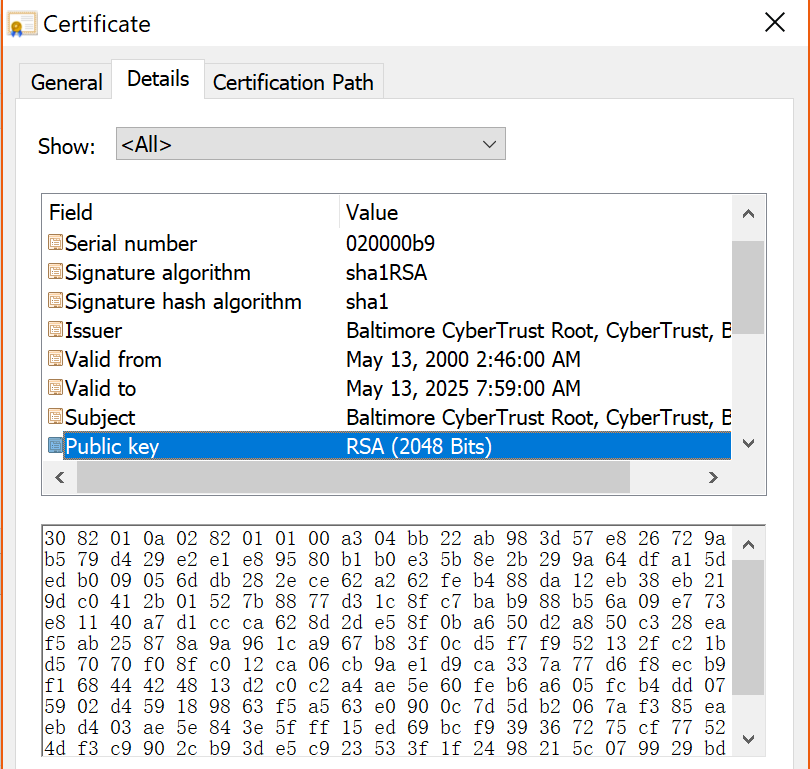 Certificate
General Details Certification Path
Show: <All>
Field Value
Serial number 020000b9
Signature algorithm sha1RSA
Signature hash algorithm sha1
Issuer Baltimore CyberTrust Root, CyberTrust, B
Valid from May 13, 2000 2:46:00 AM
Valid to May 13, 2025 7:59:00 AM
Subject Baltimore CyberTrust Root, CyberTrust, B
Public key RSA (2048 Bits)
30 82 01 0a 02 82 01 01 00 a3 04 bb 22 ab 98 3d 57 e8 26 72 9a
b5 79 d4 29 e2 e1 e8 95 80 b1 b0 e3 5b 8e 2b 29 9a 64 df a1 5d
ed b0 09 05 6d db 28 2e ce 62 a2 62 fe b4 88 da 12 eb 38 eb 21
9d c0 41 2b 01 52 7b 88 77 d3 1c 8f c7 ba b9 88 b5 6a 09 e7 73
e8 11 40 a7 d1 cc ca 62 8d 2d e5 8f 0b a6 50 d2 a8 50 c3 28 ea
f5 ab 25 87 8a 9a 96 1c a9 67 b8 3f 0c d5 f7 f9 52 13 2f c2 1b
d5 70 70 f0 8f c0 12 ca 06 cb 9a e1 d9 ca 33 7a 77 d6 f8 ec b9
f1 68 44 42 48 13 d2 c0 c2 a4 ae 5e 60 fe b6 a6 05 fc b4 dd 07
59 02 d4 59 18 98 63 f5 a5 63 e0 90 0c 7d 5d b2 06 7a f3 85 ea
eb d4 03 ae 5e 84 3e 5f ff 15 ed 69 bc f9 39 36 72 75 cf 77 52
4d f3 c9 90 2c b9 3d e5 c9 23 53 3f 1f 24 98 21 5c 07 99 29 bd